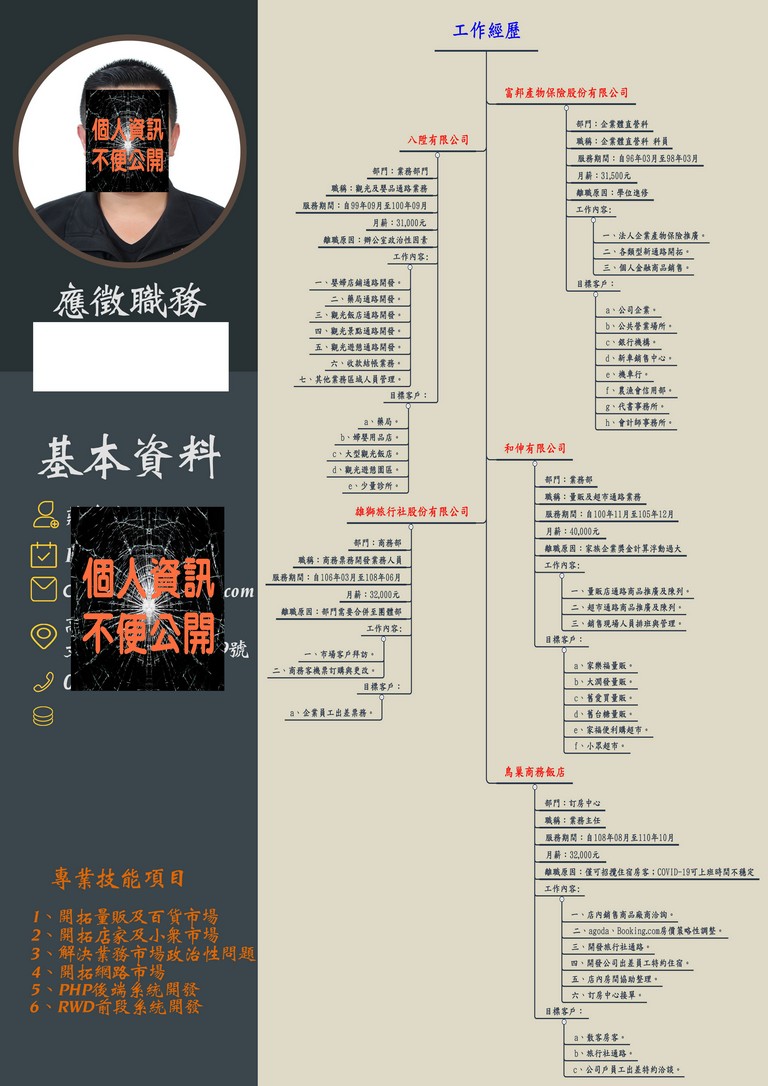 個人資訊
不便公開
應徵職務
基本資料
個人資訊
不便公開
com
號
專業技能項目
1、開拓量販及百貨市場
2、開拓店家及小眾市場
3、解決業務市場政治性問題
4、開拓網路市場
5、PHP後端系統開發
6、RWD前段系統開發
工作經歷
富邦產物保險股份有限公司
部門：企業體直營科
職稱：企業體直營科 科員
服務期間：自96年03月至98年03月
月薪：31,500元
離職原因：學位進修
工作內容：
一、法人企業產物保險推廣。
二、各類型新通路開拓。
三、個人金融商品銷售。
目標客戶：
a、公司企業。
b、公共營業場所。
c、銀行機構。
d、新車銷售中心。
e、機車行。
f、農漁會信用部。
g、代書事務所。
h、會計師事務所。
八陞有限公司
部門：業務部門
職稱：觀光及嬰品通路業務
服務期間：自99年09月至100年09月
月薪：31,000元
離職原因：辦公室政治性因素
工作內容：
一、嬰婦店鋪通路開發。
二、藥局通路開發。
三、觀光飯店通路開發。
四、觀光景點通路開發。
五、觀光遊憩通路開發。
六、收款結帳業務。
七、其他業務區域人員管理。
目標客戶：
a、藥局。
b、婦嬰用品店。
c、大型觀光飯店。
d、觀光遊憩園區。
e、少量診所。
和伸有限公司
部門：業務部
職稱：量販及超市通路業務
服務期間：自100年11月至105年12月
月薪：40,000元
離職原因：家族企業獎金計算浮動過大
工作內容：
一、量販店通路商品推廣及陳列。
二、超市通路商品推廣及陳列。
三、銷售現場人員排班與管理。
目標客戶：
a、家樂福量販。
b、大潤發量販。
c、舊愛買量販。
d、舊台糖量販。
e、家福便利購超市。
f、小眾超市。
雄獅旅行社股份有限公司
部門：商務部
職稱：商務票務開發業務人員
服務期間：自106年03月至108年06月
月薪：32,000元
離職原因：部門需要合併至團體部
工作內容：
一、市場客戶拜訪。
二、商務客機票訂購與更改。
目標客戶：
a、企業員工出差票務。
鳥巢商務飯店
部門：訂房中心
職稱：業務主任
服務期間：自108年08月至110年10月
月薪：32,000元
離職原因：僅可招攬住宿房客；COVID-19可上班時間不穩定
工作內容：
一、店內銷售商品廠商洽詢。
二、agoda、Booking.com房價策略性調整。
三、開發旅行社通路。
四、開發公司出差員工特約住宿。
五、店內房間協助整理。
六、訂房中心接單。
目標客戶：
a、散客房客。
b、旅行社通路。
c、公司戶員工出差特約洽談。